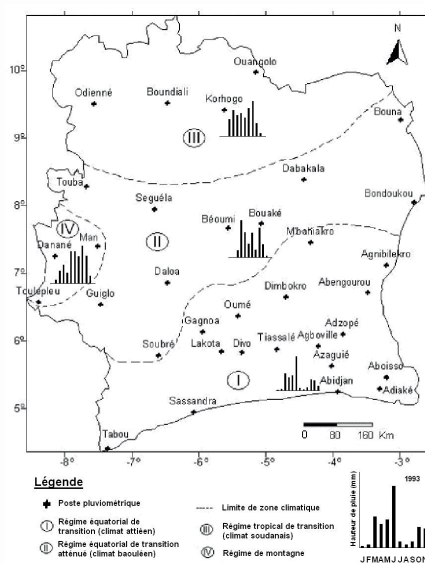 N
10°
9°
8°
7°
6°
5°
Ouangolo
Odienné
Boundiali
Korhogo
III
Bouna
Touba
Dabakala
Seguéla
Bondoukou
IV
II
Béoumi
Bouaké
M'bahiakro
Man
Danané
Agnibilekro
Daloa
Toulépleu
Guiglo
Dimbokro
Abengourou
Oumé
Gagnoa
Adzopé
Soubré
Lakota
Divo
Tiassalé
Agboville
Azaguié
Aboisso
I
Abidjan
Adiaké
Sassandra
Tabou
0 80 160 Km
-8° -7° -6° -5° -4° -3°
Légende
Poste pluviométrique
Limite de zone climatique
I Régime équatorial de
transition (climat attiéen)
III Régime tropical de transition
(climat soudanais)
II Régime équatorial de transition
atténué (climat baouléen)
IV Régime de montagne
1993
Hauteur de pluie (mm)
J F M A M J J A S O N